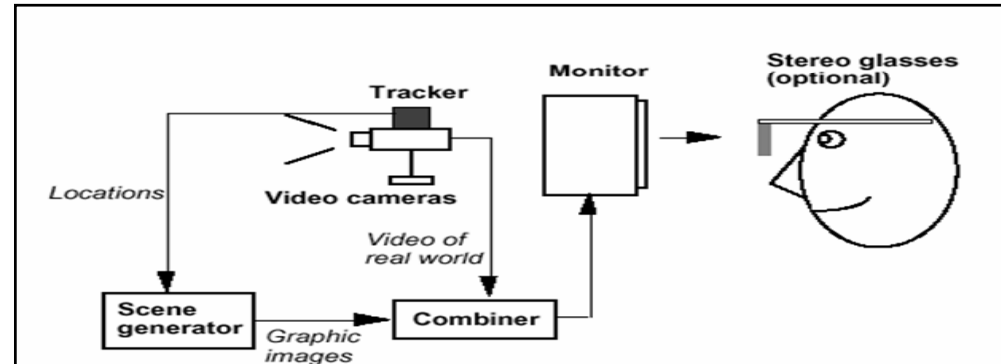 Stereo glasses
(optional)
Monitor
Tracker
Locations
Video cameras
Video of
real world
Scene
generator
Graphic
images
Combiner